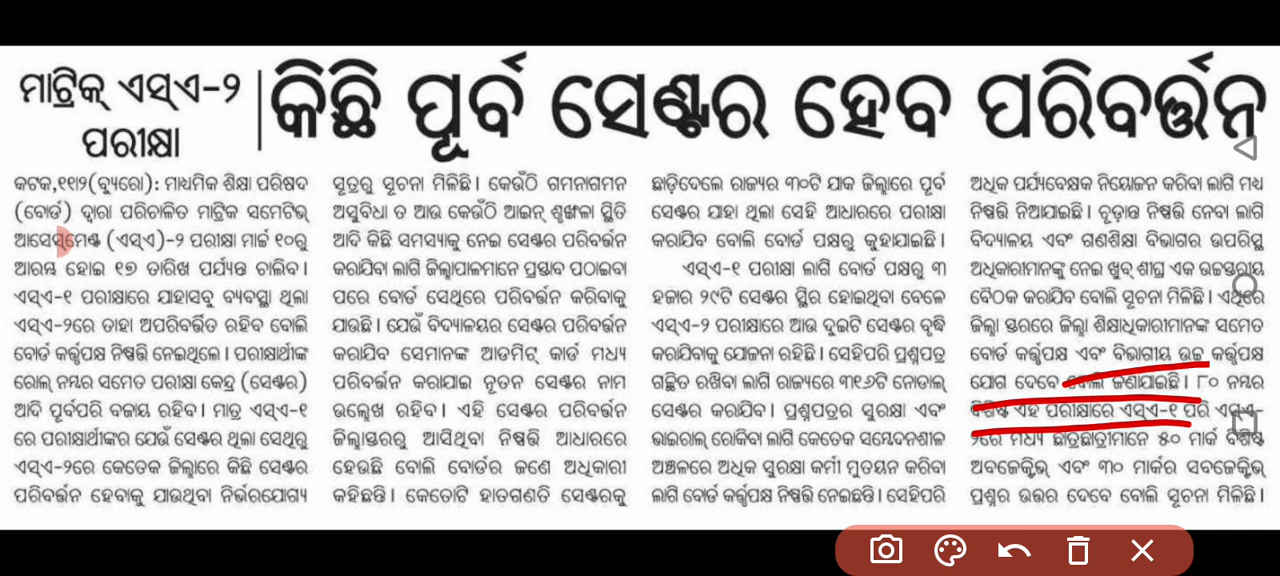 ମାଟ୍ରିକ୍ ଏସ୍ଏ-୨
ପରୀକ୍ଷା
କିଛି ପୂର୍ବ ସେଣ୍ଟର ହେବ ପରିବର୍ତ୍ତନ
କଟକ,୧୧।୨(ବ୍ୟୁରୋ): ମାଧ୍ୟମିକ ଶିକ୍ଷା ପରିଷଦ
(ବୋର୍ଡ) ଦ୍ୱାରା ପରିଚାଳିତ ମାଟ୍ରିକ ସମେଟିଭ୍
ଆସେସ୍‌ମେଣ୍ଟ (ଏସ୍ଏ)-୨ ପରୀକ୍ଷା ମାର୍ଚ୍ଚ ୧୦ରୁ
ଆରମ୍ଭ ହୋଇ ୧୭ ତାରିଖ ପର୍ଯ୍ୟନ୍ତ ଚାଲିବ।
ଏସ୍ଏ-୧ ପରୀକ୍ଷାରେ ଯାହାସବୁ ବ୍ୟବସ୍ଥା ଥିଲା
ଏସ୍ଏ-୨ରେ ତାହା ଅପରିବର୍ତ୍ତିତ ରହିବ ବୋଲି
ବୋର୍ଡ କର୍ତ୍ତୃପକ୍ଷ ନିଷ୍ପତ୍ତି ନେଇଥିଲେ। ପରୀକ୍ଷାର୍ଥୀଙ୍କ
ରୋଲ୍ ନମ୍ବର ସମେତ ପରୀକ୍ଷା କେନ୍ଦ୍ର (ସେଣ୍ଟର)
ଆଦି ପୂର୍ବପରି ବଜାୟ ରହିବ। ମାତ୍ର ଏସ୍ଏ-୧
ରେ ପରୀକ୍ଷାର୍ଥୀଙ୍କର ଯେଉଁ ସେଣ୍ଟର ଥିଲା ସେଥିରୁ
ଏସ୍ଏ-୨ରେ କେତେକ ଜିଲ୍ଲାରେ କିଛି ସେଣ୍ଟର
ପରିବର୍ତ୍ତନ ହେବାକୁ ଯାଉଥିବା ନିର୍ଭରଯୋଗ୍ୟ
ସୂତ୍ରରୁ ସୂଚନା ମିଳିଛି। କେଉଁଠି ଗମନାଗମନ
ଅସୁବିଧା ତ ଆଉ କେଉଁଠି ଆଇନ୍ ଶୃଙ୍ଖଳା ସ୍ଥିତି
ଆଦି କିଛି ସମସ୍ୟାକୁ ନେଇ ସେଣ୍ଟର ପରିବର୍ତ୍ତନ
କରାଯିବା ଲାଗି ଜିଲ୍ଲାପାଳମାନେ ପ୍ରସ୍ତାବ ପଠାଇବା
ପରେ ବୋର୍ଡ ସେଥିରେ ପରିବର୍ତ୍ତନ କରିବାକୁ
ଯାଉଛି। ଯେଉଁ ବିଦ୍ୟାଳୟର ସେଣ୍ଟର ପରିବର୍ତ୍ତନ
କରାଯିବ ସେମାନଙ୍କ ଆଡମିଟ୍ କାର୍ଡ ମଧ୍ୟ
ପରିବର୍ତ୍ତନ କରାଯାଇ ନୂତନ ସେଣ୍ଟର ନାମ
ଉଲ୍ଲେଖ ରହିବ। ଏହି ସେଣ୍ଟର ପରିବର୍ତ୍ତନ
ଜିଲ୍ଲାସ୍ତରରୁ ଆସିଥିବା ନିଷ୍ପତ୍ତି ଆଧାରରେ
ହେଉଛି ବୋଲି ବୋର୍ଡର ଜଣେ ଅଧିକାରୀ
କହିଛନ୍ତି। କେତୋଟି ହାତଗଣତି ସେଣ୍ଟରକୁ
ଛାଡ଼ିଦେଲେ ରାଜ୍ୟର ୩୦ଟି ଯାକ ଜିଲ୍ଲାରେ ପୂର୍ବ
ସେଣ୍ଟର ଯାହା ଥିଲା ସେହି ଆଧାରରେ ପରୀକ୍ଷା
କରାଯିବ ବୋଲି ବୋର୍ଡ ପକ୍ଷରୁ କୁହାଯାଇଛି।
ଏସ୍ଏ-୧ ପରୀକ୍ଷା ଲାଗି ବୋର୍ଡ ପକ୍ଷରୁ ୩
ହଜାର ୨୯ଟି ସେଣ୍ଟର ସ୍ଥିର ହୋଇଥିବା ବେଳେ
ଏସ୍ଏ-୨ ପରୀକ୍ଷାରେ ଆଉ ଦୁଇଟି ସେଣ୍ଟର ବୃଦ୍ଧି
କରାଯିବାକୁ ଯୋଜନା ରହିଛି। ସେହିପରି ପ୍ରଶ୍ନପତ୍ର
ଗଚ୍ଛିତ ରଖିବା ଲାଗି ରାଜ୍ୟରେ ୩୧୬ଟି ନୋଡାଲ୍
ସେଣ୍ଟର କରାଯିବ। ପ୍ରଶ୍ନପତ୍ରର ସୁରକ୍ଷା ଏବଂ
ଭାଇରାଲ୍ ରୋକିବା ଲାଗି କେତେକ ସମ୍ବେଦନଶୀଳ
ଅଞ୍ଚଳରେ ଅଧିକ ସୁରକ୍ଷା କର୍ମୀ ମୁତୟନ କରିବା
ଲାଗି ବୋର୍ଡ କର୍ତ୍ତୃପକ୍ଷ ନିଷ୍ପତ୍ତି ନେଇଛନ୍ତି। ସେହିପରି
ଅଧିକ ପର୍ଯ୍ୟବେକ୍ଷକ ନିୟୋଜନ କରିବା ଲାଗି ମଧ୍ୟ
ନିଷ୍ପତ୍ତି ନିଆଯାଇଛି। ଚୂଡ଼ାନ୍ତ ନିଷ୍ପତ୍ତି ନେବା ଲାଗି
ବିଦ୍ୟାଳୟ ଏବଂ ଗଣଶିକ୍ଷା ବିଭାଗର ଉପରିସ୍ଥ
ଅଧିକାରୀମାନଙ୍କୁ ନେଇ ଖୁବ୍ ଶୀଘ୍ର ଏକ ଉଚ୍ଚସ୍ତରୀୟ
ବୈଠକ କରାଯିବ ବୋଲି ସୂଚନା ମିଳିଛି। ଏଥିରେ
ଜିଲ୍ଲା ସ୍ତରରେ ଜିଲ୍ଲା ଶିକ୍ଷାଧିକାରୀମାନଙ୍କ ସମେତ
ବୋର୍ଡ କର୍ତ୍ତୃପକ୍ଷ ଏବଂ ବିଭାଗୀୟ ଉଚ୍ଚ କର୍ତ୍ତୃପକ୍ଷ
ଯୋଗ ଦେବେ ବୋଲି ଜଣାଯାଇଛି। ୮୦ ନମ୍ବର
ବିଶିଷ୍ଟ ଏହି ପରୀକ୍ଷାରେ ଏସ୍ଏ-୧ ପରି ଏସ୍ଏ-
୨ରେ ମଧ୍ୟ ଛାତ୍ରଛାତ୍ରୀମାନେ ୫୦ ମାର୍କ ବିଶିଷ୍ଟ
ଅବଜେକ୍ଟିଭ୍ ଏବଂ ୩୦ ମାର୍କର ସବଜେକ୍ଟିଭ୍
ପ୍ରଶ୍ନର ଉତ୍ତର ଦେବେ ବୋଲି ସୂଚନା ମିଳିଛି।